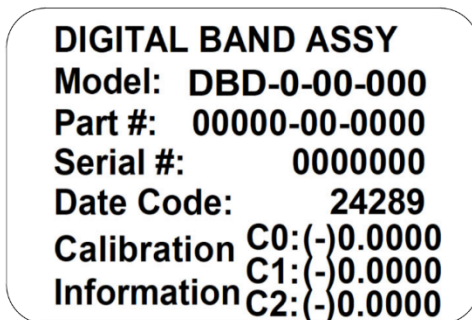 DIGITAL BAND ASSY
Model: DBD-0-00-000
Part #: 00000-00-0000
Serial #: 0000000
Date Code: 24289
Calibration Information
C0:(-)0.0000
C1:(-)0.0000
C2:(-)0.0000